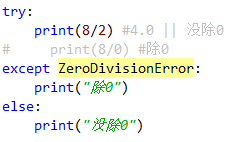 try:
    print(8/2) #4.0 || 没除0
#     print(8/0) #除0
except ZeroDivisionError:
    print("除0")
else:
    print("没除0")